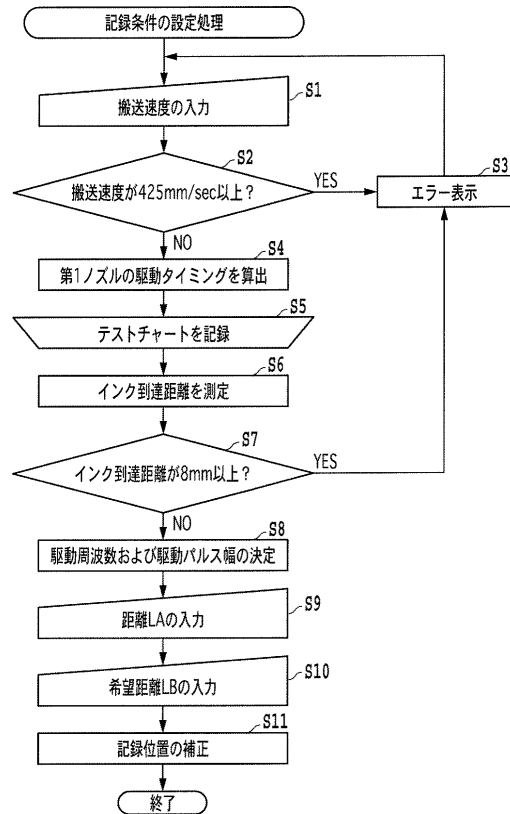 記録条件の設定処理
S1
搬送速度の入力
S2
搬送速度が425mm/sec以上?
YES
S3
エラー表示
NO
S4
第1ノズルの駆動タイミングを算出
S5
テストチャートを記録
S6
インク到達距離を測定
S7
インク到達距離が8mm以上?
YES
NO
S8
駆動周波数および駆動パルス幅の決定
S9
距離LAの入力
S10
希望距離LBの入力
S11
記録位置の補正
終了